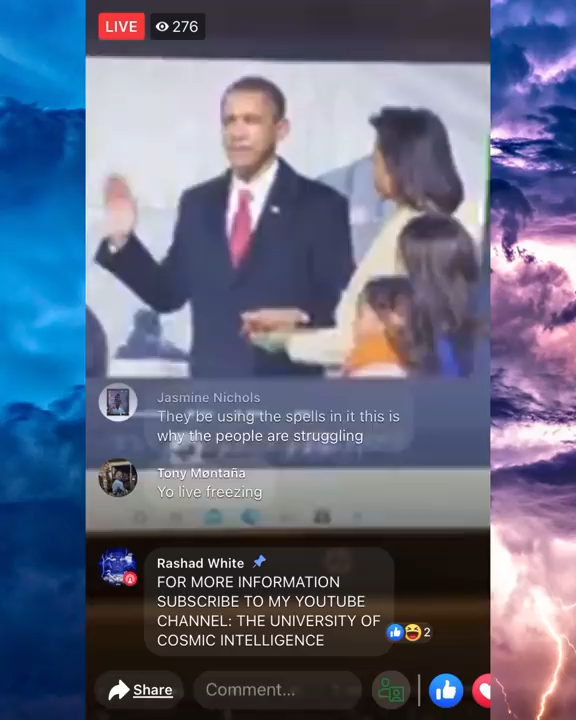 LIVE 276
Jasmine Nichols
They be using the spells in it this is
why the people are struggling
Tony Møntaña
Yo live freezing
Rashad White
FOR MORE INFORMATION
SUBSCRIBE TO MY YOUTUBE
CHANNEL: THE UNIVERSITY OF
COSMIC INTELLIGENCE
2
Share
Comment...